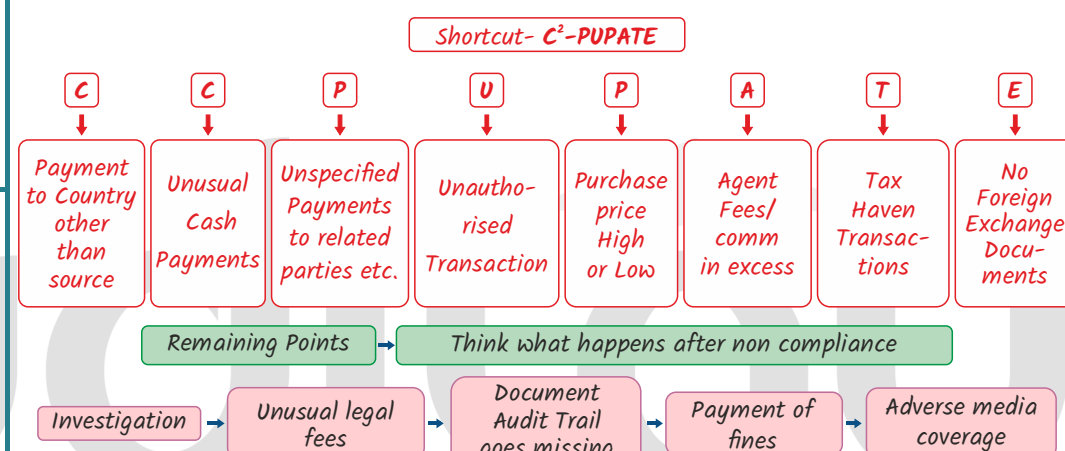 Shortcut- C²-PUPATE
C C P U P A T E
Payment
to Country
other
than
source
Unusual
Cash
Payments
Unspecified
Payments
to related
parties etc.
Unautho-
rised
Transaction
Purchase
price
High
or Low
Agent
Fees/
comm
in excess
Tax
Haven
Transac-
tions
No
Foreign
Exchange
Docu-
ments
Remaining Points
Think what happens after non compliance
Investigation
Unusual legal
fees
Document
Audit Trail
goes missing
Payment of
fines
Adverse media
coverage